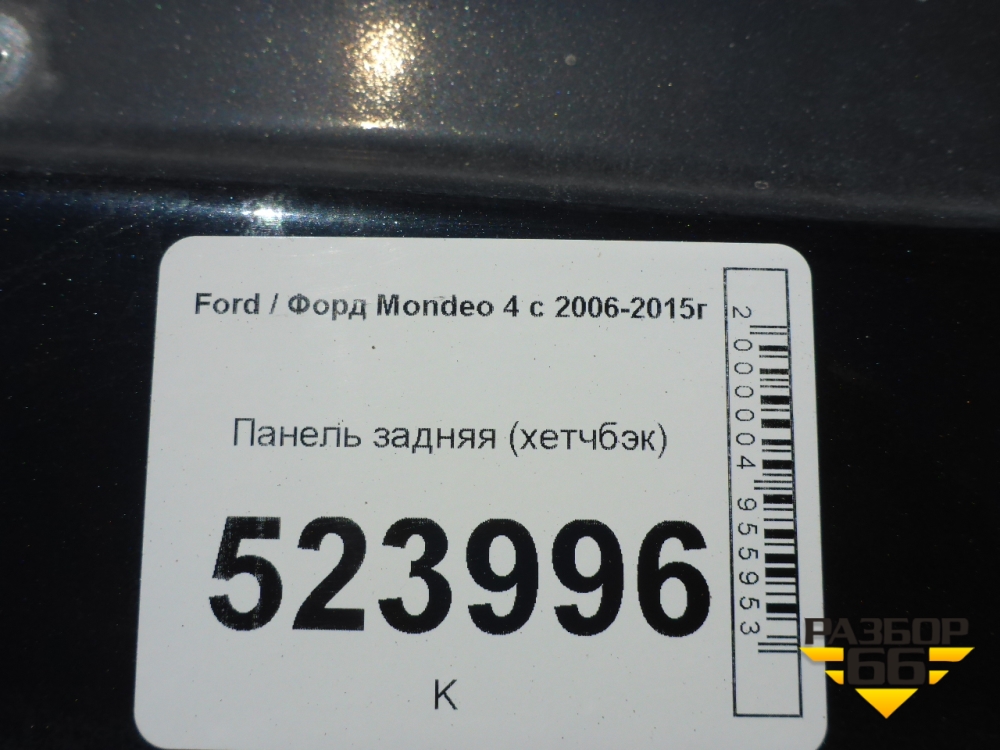 Ford / Форд Mondeo 4 с 2006-2015г
Панель задняя (хетчбэк)
523996
К
2000004955953
РАЗБОР
66